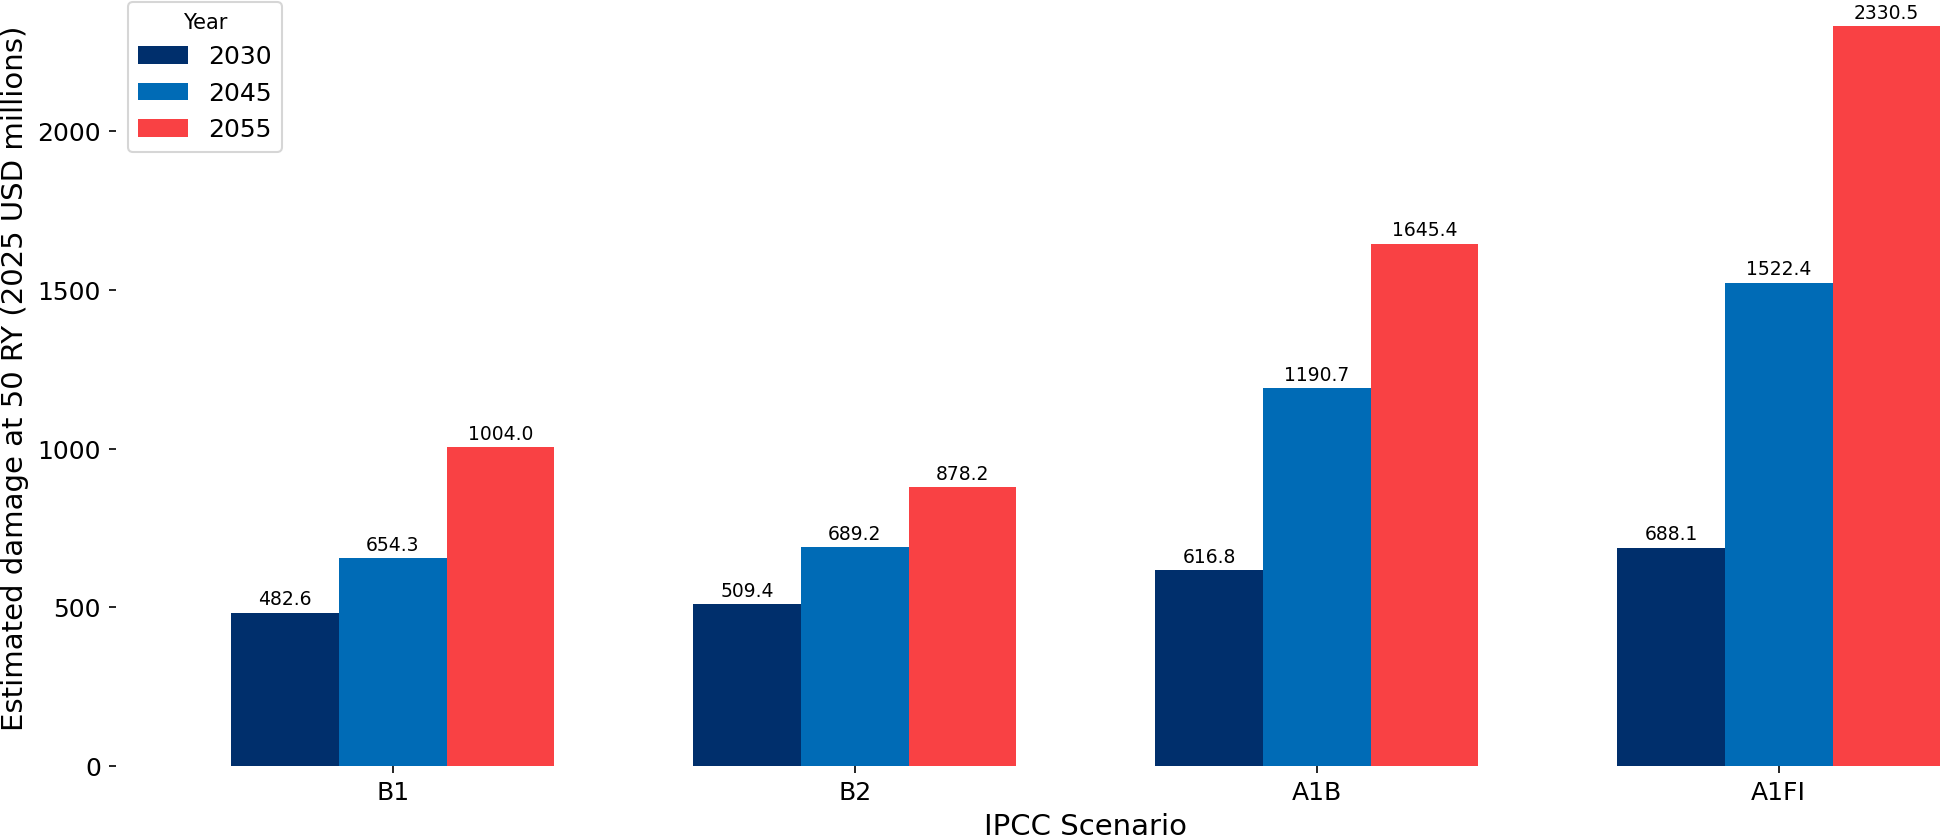 Year
2030
2045
2055
Estimated damage at 50 RY (2025 USD millions)
2000
1500
1000
500
0
482.6
654.3
1004.0
509.4
689.2
878.2
616.8
1190.7
1645.4
688.1
1522.4
2330.5
B1
B2
A1B
A1FI
IPCC Scenario